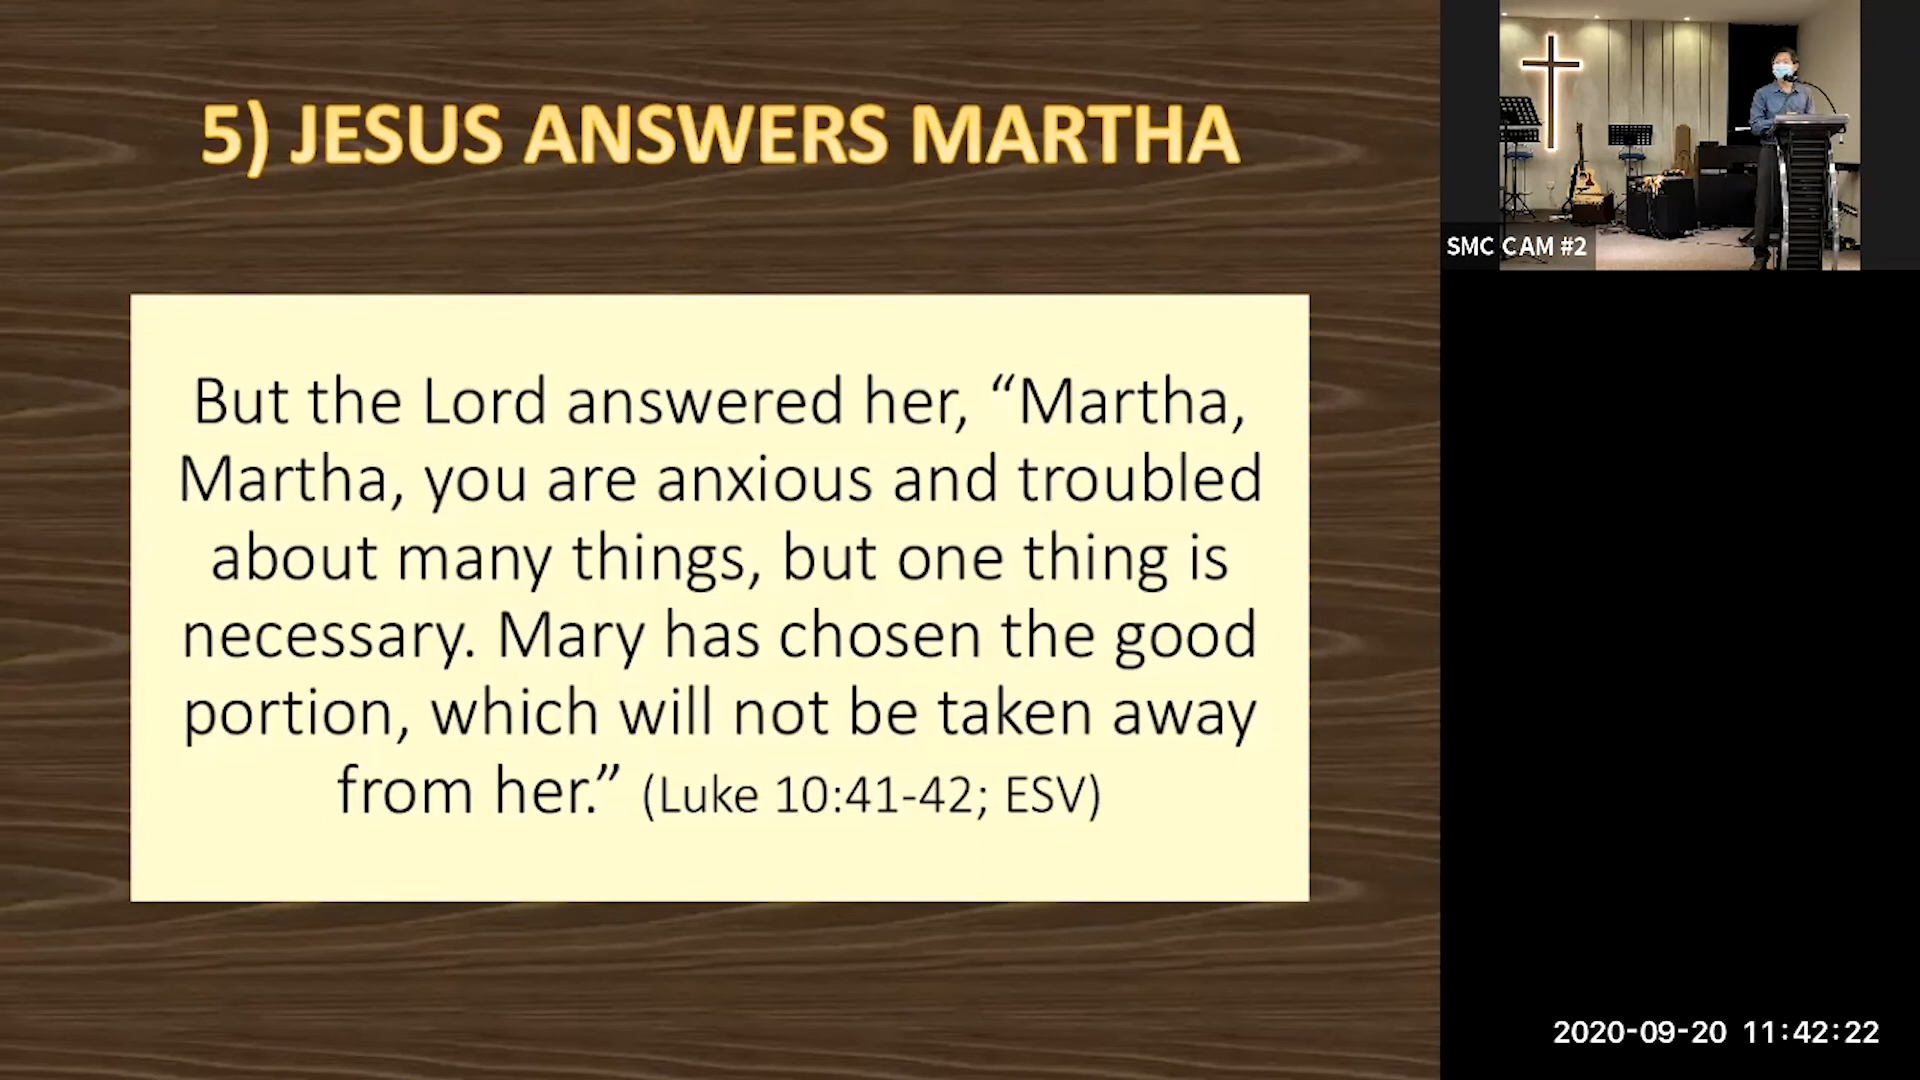 5) JESUS ANSWERS MARTHA
But the Lord answered her, “Martha,
Martha, you are anxious and troubled
about many things, but one thing is
necessary. Mary has chosen the good
portion, which will not be taken away
from her.” (Luke 10:41-42; ESV)
SMC CAM #2
2020-09-20 11:42:22